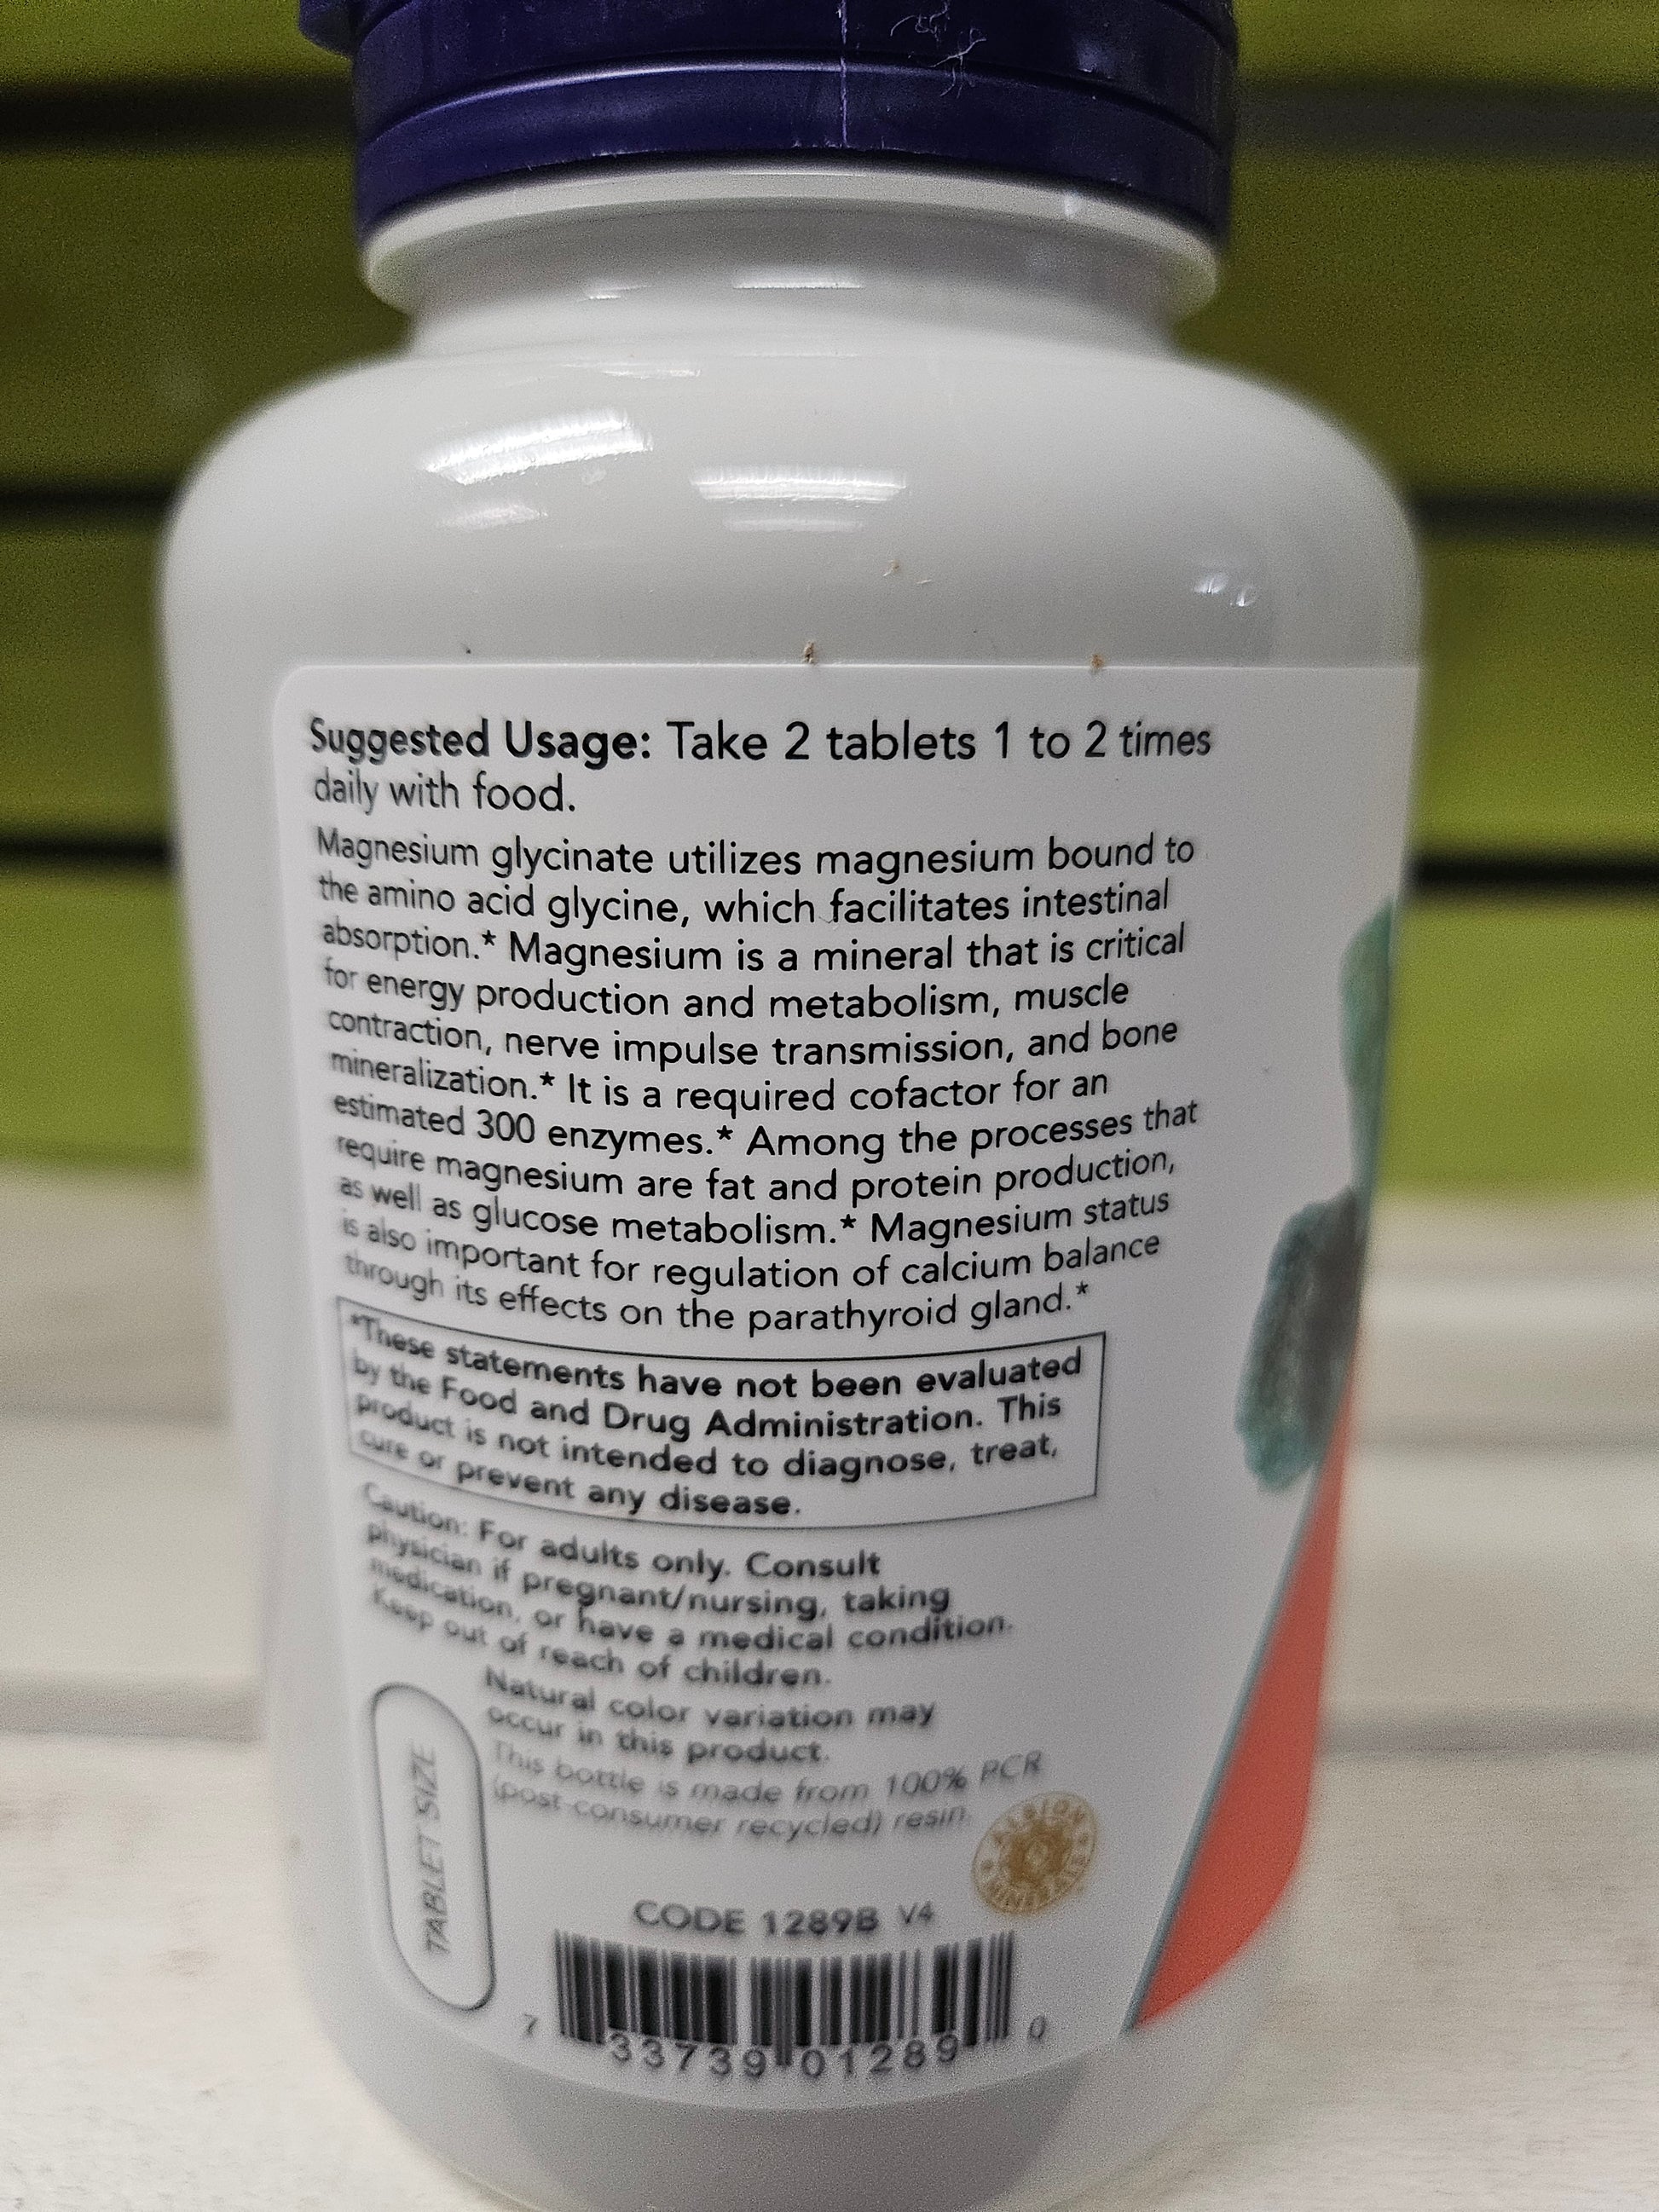 Suggested Usage: Take 2 tablets 1 to 2 times
daily with food.
Magnesium glycinate utilizes magnesium bound to
the amino acid glycine, which facilitates intestinal
absorption.* Magnesium is a mineral that is critical
for energy production and metabolism, muscle
contraction, nerve impulse transmission, and bone
mineralization.* It is a required cofactor for an
estimated 300 enzymes.* Among the processes that
require magnesium are fat and protein production,
as well as glucose metabolism.* Magnesium status
is also important for regulation of calcium balance
through its effects on the parathyroid gland.*
*These statements have not been evaluated
by the Food and Drug Administration. This
product is not intended to diagnose, treat,
cure or prevent any disease.
Caution: For adults only. Consult
physician if pregnant/nursing, taking
medication, or have a medical condition.
Keep out of reach of children.
Natural color variation may
occur in this product.
This bottle is made from 100% PCR
(post-consumer recycled) resin.
TABLET SIZE
ALBION
MINERALS
CODE 1289B V4
7 33739 01289 0